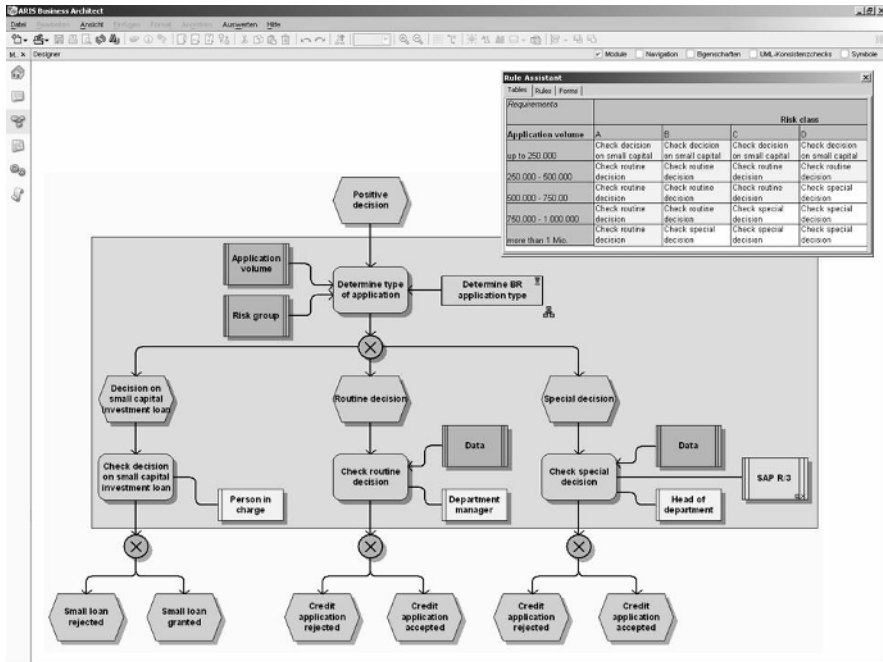 ARIS Business Architect
Datei Bearbeiten Ansicht Einfügen Format Anordnen Auswerten Hilfe
M. X Designer
Module Navigation Eigenschaften UML-Konsistenzchecks Symbole
Rule Assistant
Tables Rules Forms
Requirements
Risk class
Application volume A B C D
Check decision Check decision Check decision Check decision
up to 250.000 on small capital on small capital on small capital on small capital
Check routine Check routine Check routine Check routine
250.000 - 500.000 decision decision decision decision
Check routine Check routine Check routine Check special
500.000 - 750.00 decision decision decision decision
Check routine Check routine Check special Check special
750.000 - 1 000.000 decision decision decision decision
Check routine Check special Check special Check special
more than 1 Mio. decision decision decision decision
Positive
decision
Application
volume
Determine type
of application
Determine BR
application type
Risk group
Decision on
small capital
investment loan
Routine decision
Special decision
Data
Data
Check decision
on small capital
investment loan
Check routine
decision
Check special
decision
SAP R/3
Person in
charge
Department
manager
Head of
department
Small loan
rejected
Small loan
granted
Credit
application
rejected
Credit
application
accepted
Credit
application
rejected
Credit
application
accepted